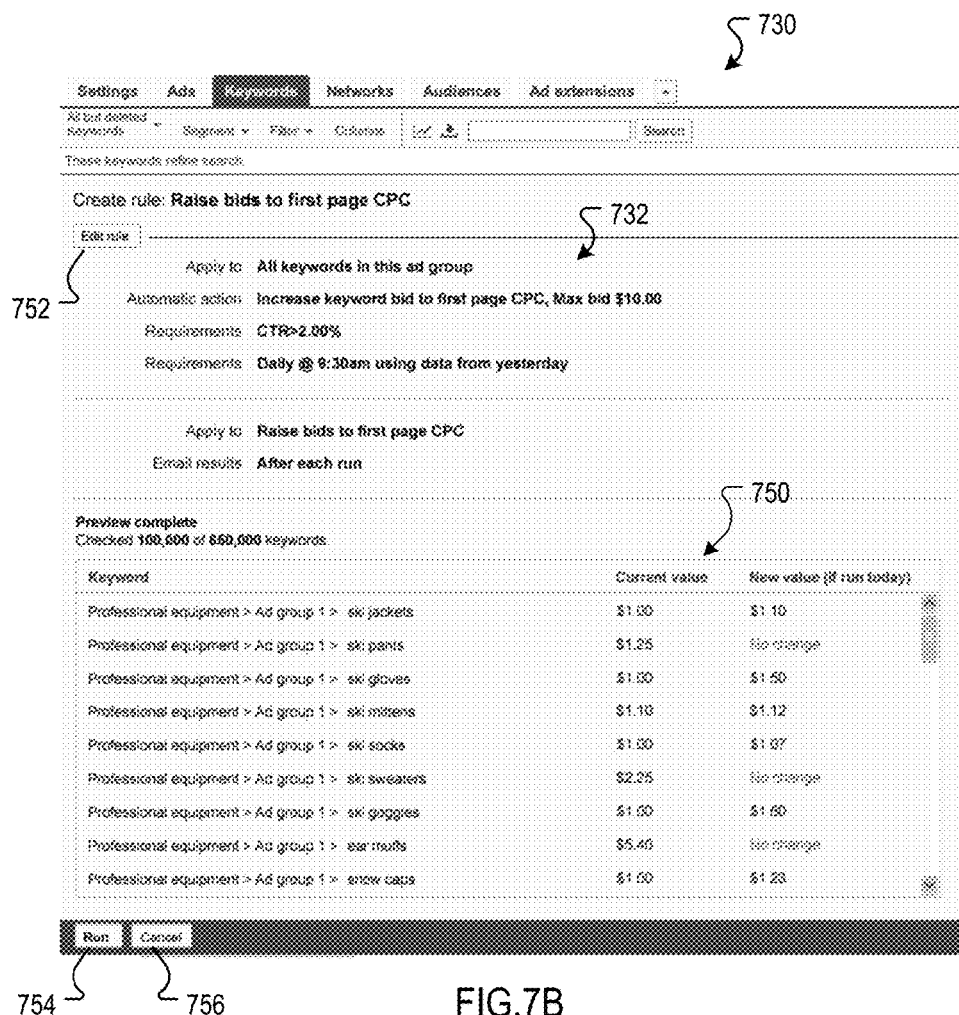 730
Settings Ads Keywords Networks Audiences Ad extensions
All but deleted
keywords Segment Filter Columns Search
These keywords refine search.
Create rule: Raise bids to first page CPC
732
Edit rule
Apply to All keywords in this ad group
752
Automatic action Increase keyword bid to first page CPC, Max bid $10.00
Requirements CTR>2.00%
Requirements Daily @ 9:30am using data from yesterday
Apply to Raise bids to first page CPC
Email results After each run
750
Preview complete
Checked 100,000 of keywords
Keyword Current value New value (if run today)
Professional equipment > Ad group 1 > ski jackets $1.00 $1.10
Professional equipment > Ad group 1 > ski pants $1.25 No change
Professional equipment > Ad group 1 > ski gloves $1.00 $1.50
Professional equipment > Ad group 1 > ski mittens $1.10 $1.12
Professional equipment > Ad group 1 > ski socks $1.00 $1.07
Professional equipment > Ad group 1 > ski sweaters $2.25 No change
Professional equipment > Ad group 1 > ski goggles $1.60
Professional equipment > Ad group 1 > ear muffs $5.40 No change
Professional equipment > Ad group 1 > snow caps $1.23
Run Cancel
754 756
FIG.7B